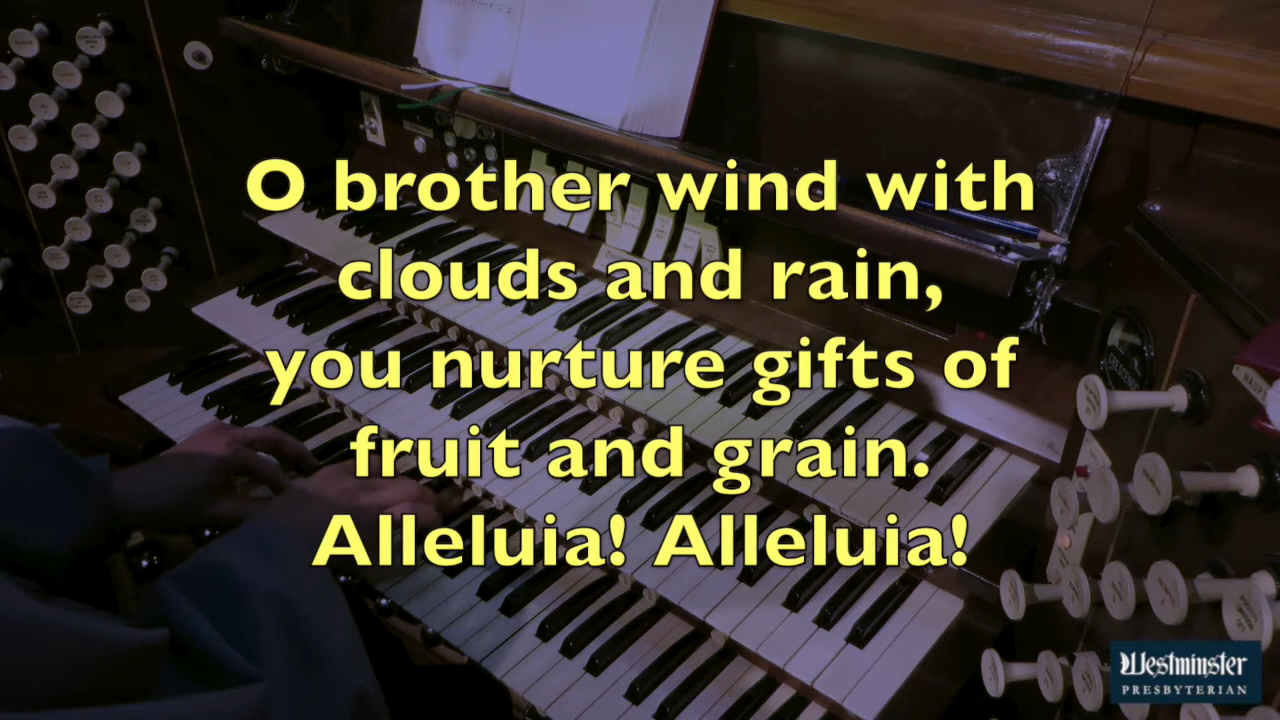 O brother wind with
clouds and rain,
you nurture gifts of
fruit and grain.
Alleluia! Alleluia!
Westminster
PRESBYTERIAN